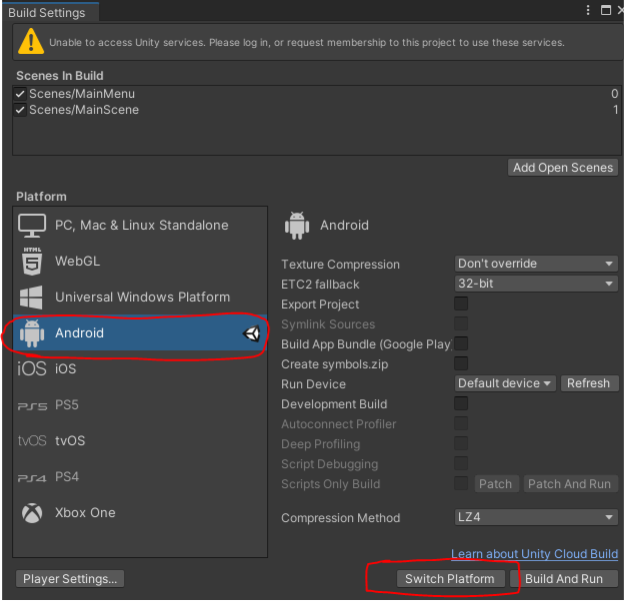 Build Settings
Unable to access Unity services. Please log in, or request membership to this project to use these services.
Scenes In Build
Scenes/MainMenu 0
Scenes/MainScene 1
Add Open Scenes
Platform
PC, Mac & Linux Standalone
HTML 5 WebGL
Universal Windows Platform
Android
iOS iOS
PS5 PS5
tvOS tvOS
PS4 PS4
Xbox One
Android
Texture Compression Don't override
ETC2 fallback 32-bit
Export Project
Symlink Sources
Build App Bundle (Google Play
Create symbols.zip
Run Device Default device Refresh
Development Build
Autoconnect Profiler
Deep Profiling
Script Debugging
Scripts Only Build Patch Patch And Run
Compression Method LZ4
Learn about Unity Cloud Build
Player Settings... Switch Platform Build And Run